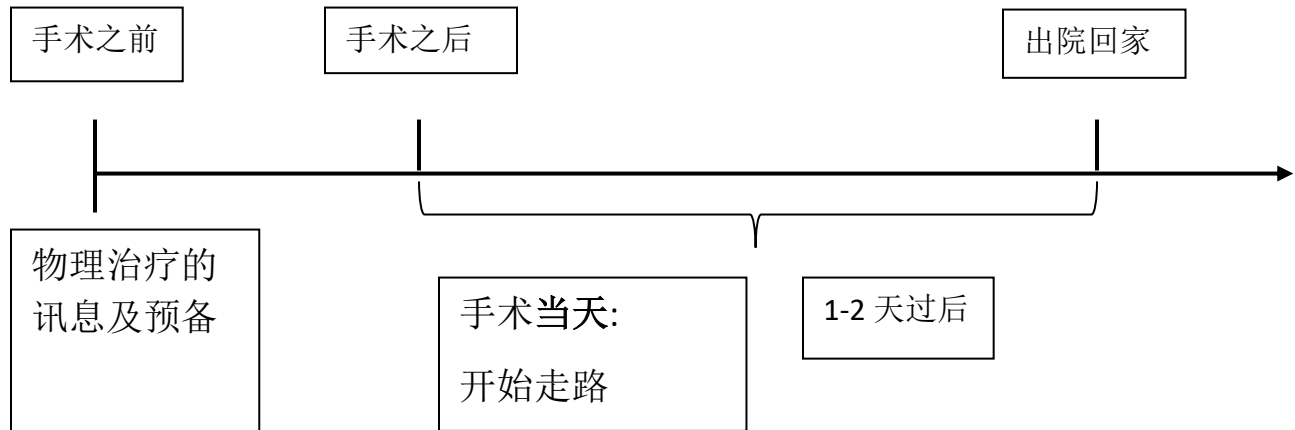 手术之前
手术之后
出院回家
物理治疗的
讯息及预备
手术当天:
开始走路
1-2 天过后